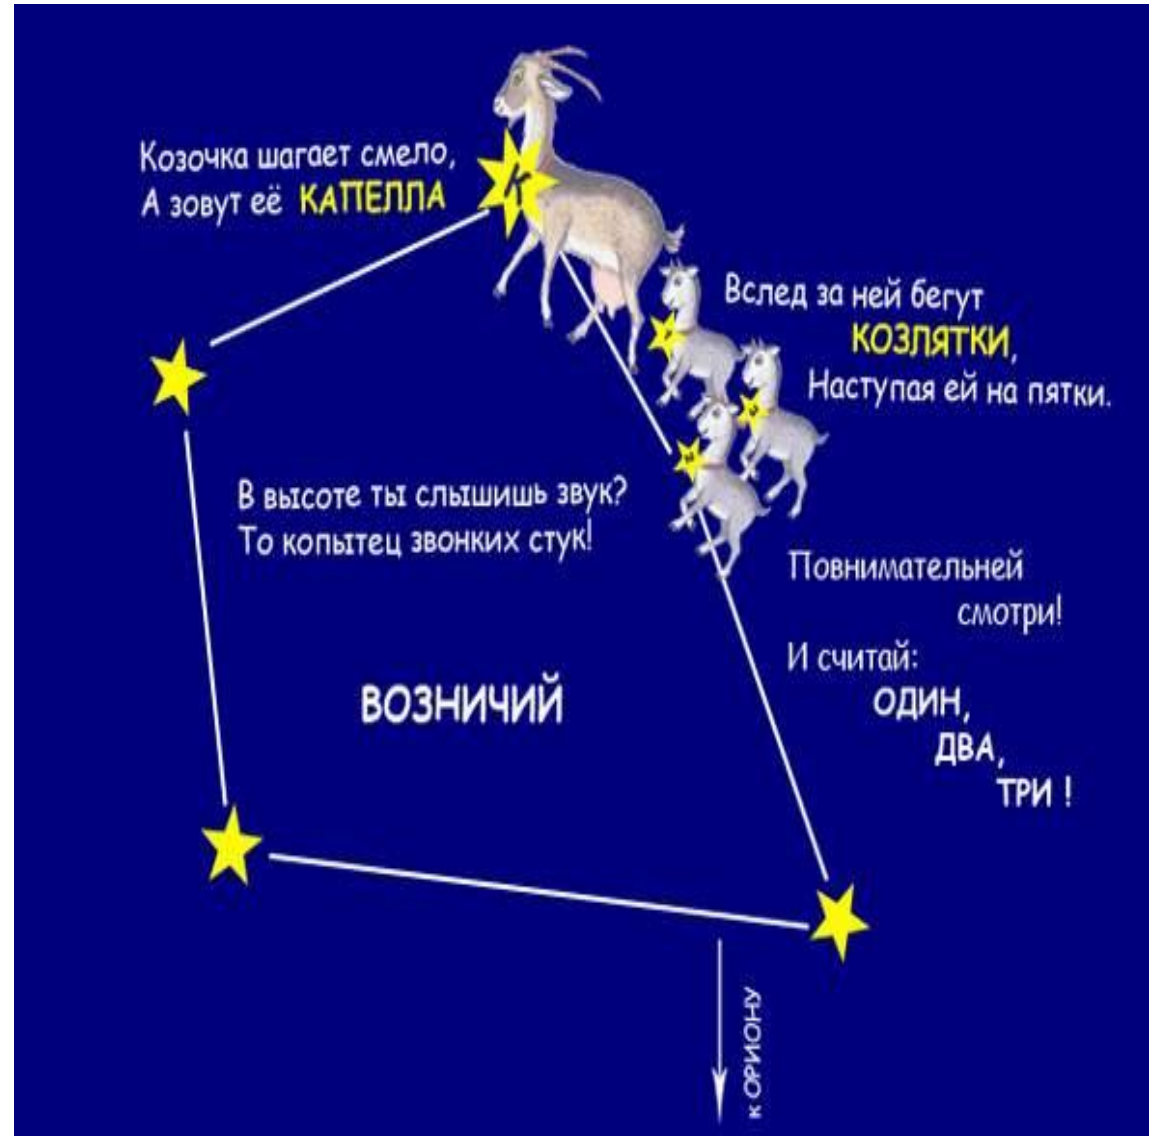 Козочка шагает смело,
А зовут её КАПЕЛЛА
К
Вслед за ней бегут
КОЗЛЯТКИ,
Наступая ей на пятки.
В высоте ты слышишь звук?
То копытец звонких стук!
Повнимательней
смотри!
И считай:
ОДИН,
ДВА,
ТРИ !
ВОЗНИЧИЙ
к ОРИОНУ